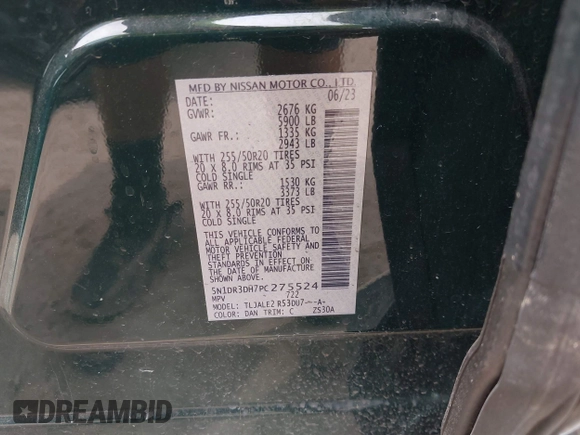 MFD BY NISSAN MOTOR CO., LTD.
DATE: 06/23
GVWR: 2676 KG
5900 LB
GAWR FR.: 1335 KG
2943 LB
WITH 255/50R20 TIRES
20 X 8.0 RIMS AT 35 PSI
COLD SINGLE
GAWR RR.: 1530 KG
3373 LB
WITH 255/50R20 TIRES
20 X 8.0 RIMS AT 35 PSI
COLD SINGLE
THIS VEHICLE CONFORMS TO
ALL APPLICABLE FEDERAL
MOTOR VEHICLE SAFETY AND
THEFT PREVENTION
STANDARDS IN EFFECT ON
THE DATE OF MANUFACTURE
SHOWN ABOVE.
5N1DR3DH7PC275524
MPV 722
MODEL: TLJALE2 R53DU7---A-
COLOR: DAN TRIM: C ZS30A
DREAMBID